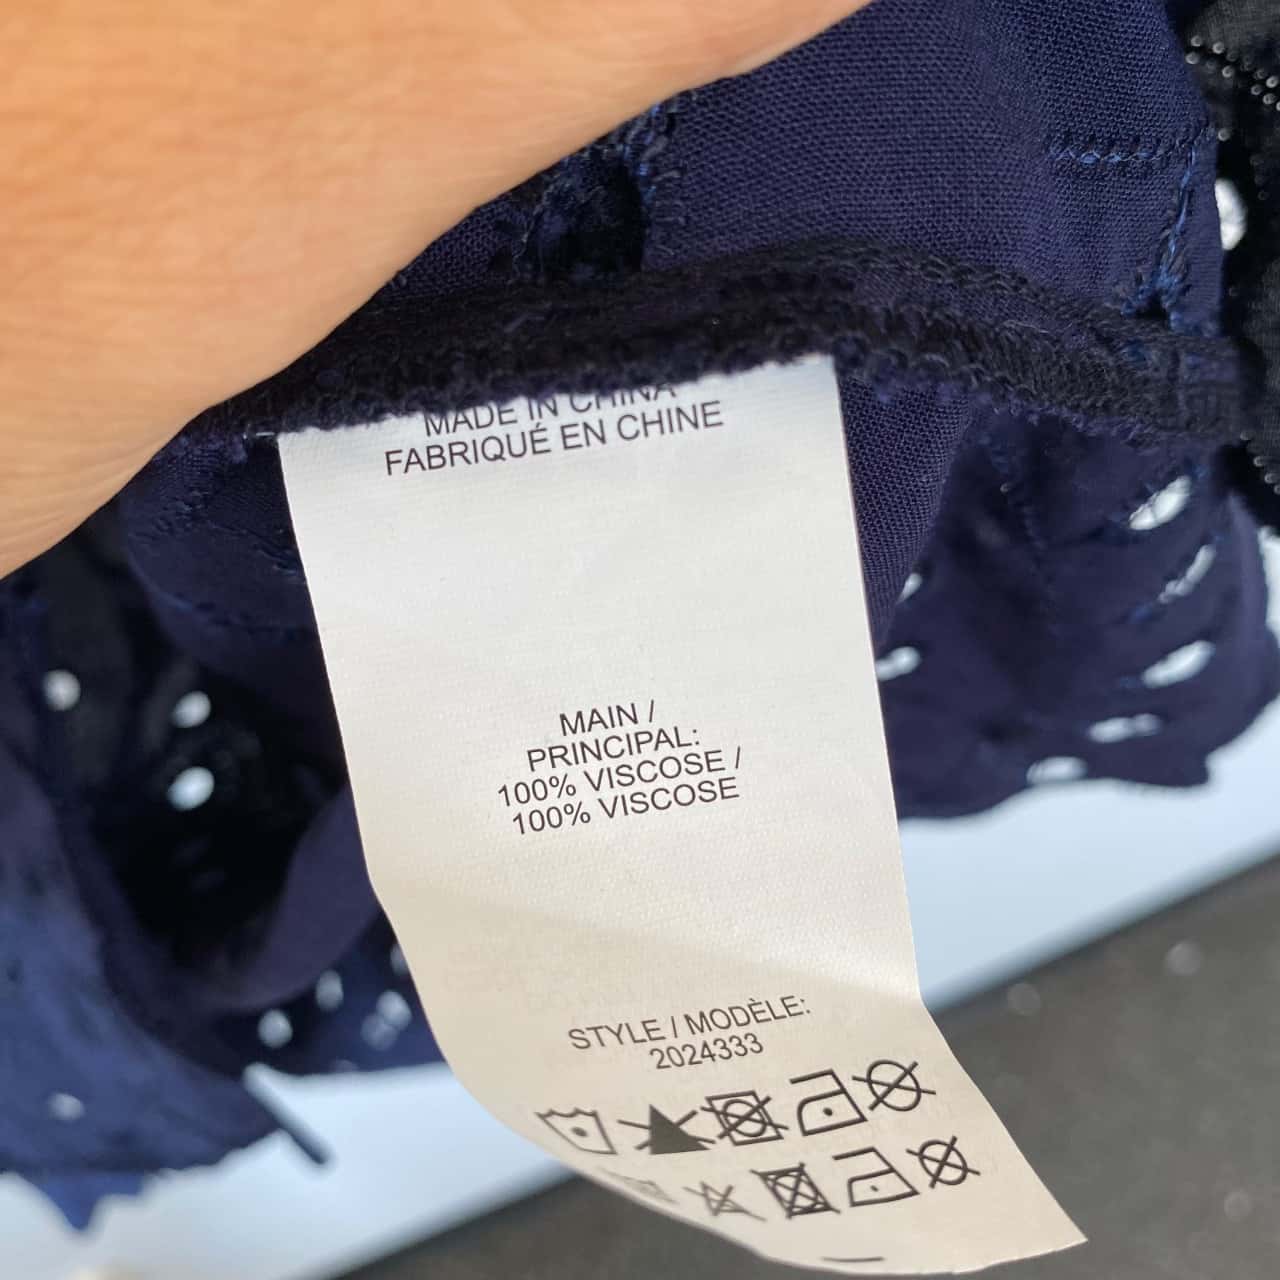 MADE IN CHINA
FABRIQUÉ EN CHINE
MAIN /
PRINCIPAL:
100% VISCOSE /
100% VISCOSE
STYLE / MODÈLE:
2024333